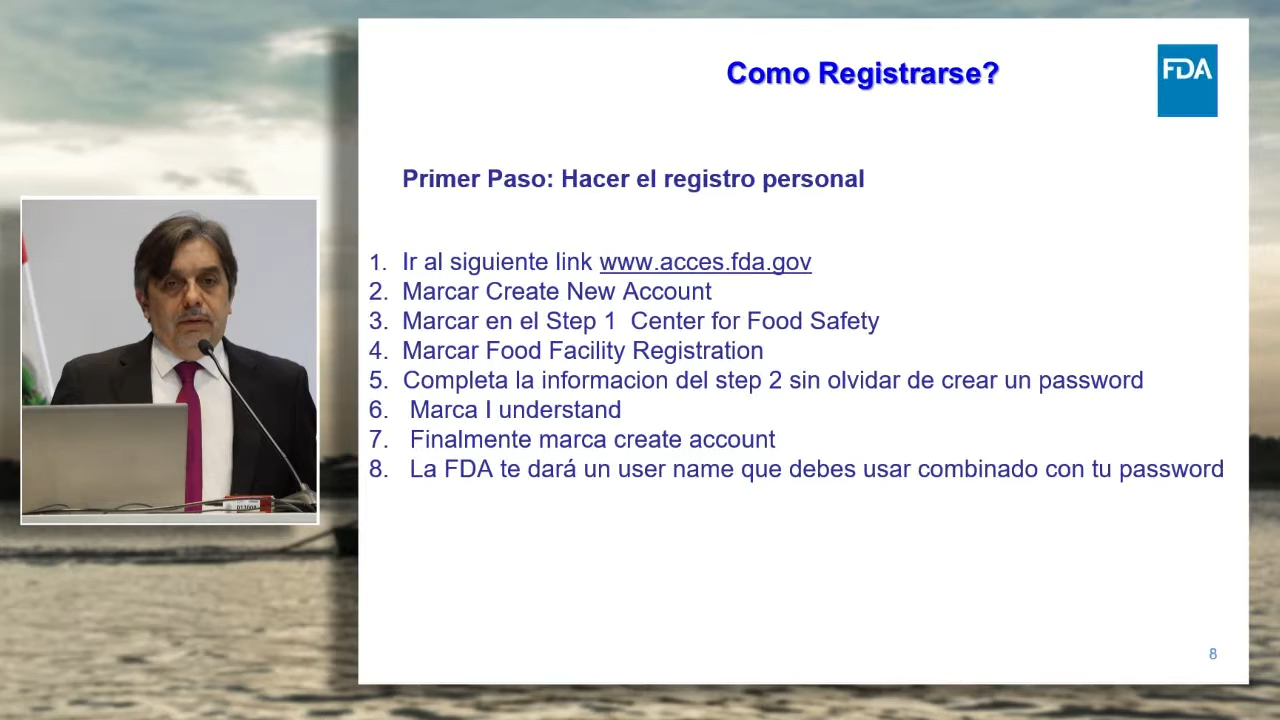 Como Registrarse?
FDA
Primer Paso: Hacer el registro personal
1. Ir al siguiente link www.acces.fda.gov
2. Marcar Create New Account
3. Marcar en el Step 1 Center for Food Safety
4. Marcar Food Facility Registration
5. Completa la informacion del step 2 sin olvidar de crear un password
6. Marca I understand
7. Finalmente marca create account
8. La FDA te dará un user name que debes usar combinado con tu password
8